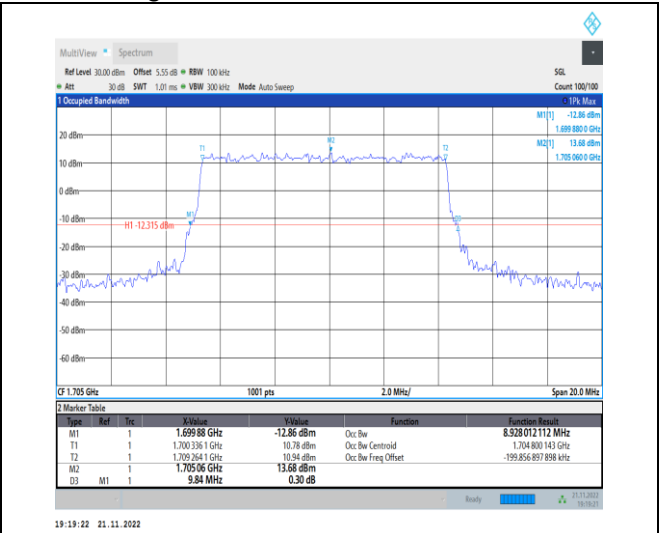 MultiView Spectrum
Ref Level 30.00 dBm Offset 5.55 dB RBW 100 kHz SGL
Att 30 dB SWT 1.01 ms VBW 300 kHz Mode Auto Sweep Count 100/100
1 Occupied Bandwidth 1Pk Max
M1[1] -12.86 dBm
1.699 880 0 GHz
M2[1] 13.68 dBm
1.705 060 0 GHz
20 dBm
M2
T1 T2
10 dBm
0 dBm
-10 dBm
M1
H1 -12.315 dBm
-20 dBm
-30 dBm
-40 dBm
-50 dBm
-60 dBm
CF 1.705 GHz 1001 pts 2.0 MHz/ Span 20.0 MHz
2 Marker Table
Type Ref Trc X-Value Y-Value Function Function Result
M1 1 1.699 88 GHz -12.86 dBm Occ Bw 8.928 012 112 MHz
T1 1 1.700 336 1 GHz 10.78 dBm Occ Bw Centroid 1.704 800 143 GHz
T2 1 1.709 264 1 GHz 10.94 dBm Occ Bw Freq Offset -199.856 897 898 kHz
M2 1 1.705 06 GHz 13.68 dBm
D3 M1 1 9.84 MHz 0.30 dB
Ready 21.11.2022
19:19:21
19:19:22 21.11.2022